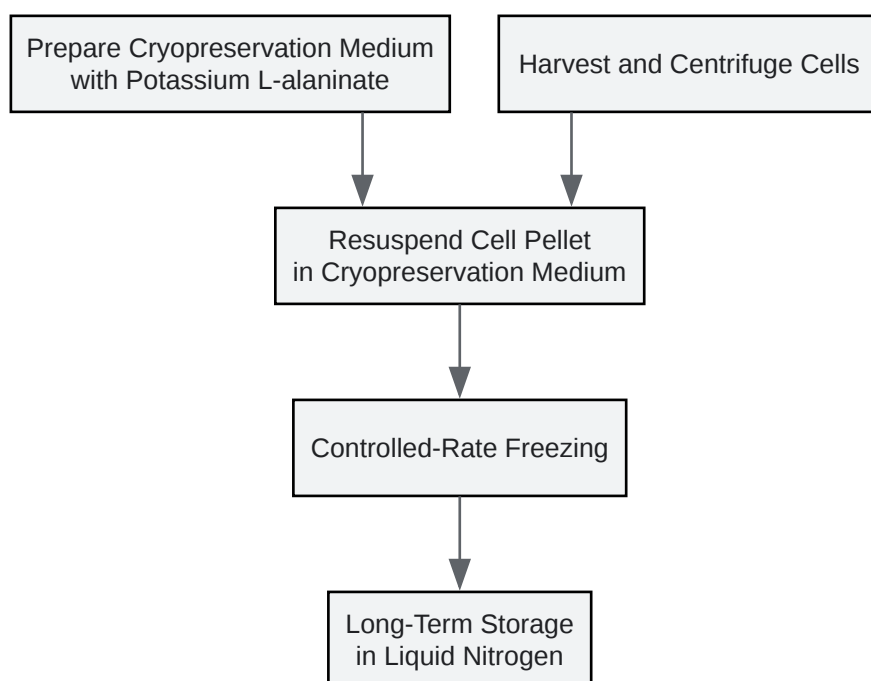 Prepare Cryopreservation Medium
with Potassium L-alaninate
Harvest and Centrifuge Cells
Resuspend Cell Pellet
in Cryopreservation Medium
Controlled-Rate Freezing
Long-Term Storage
in Liquid Nitrogen